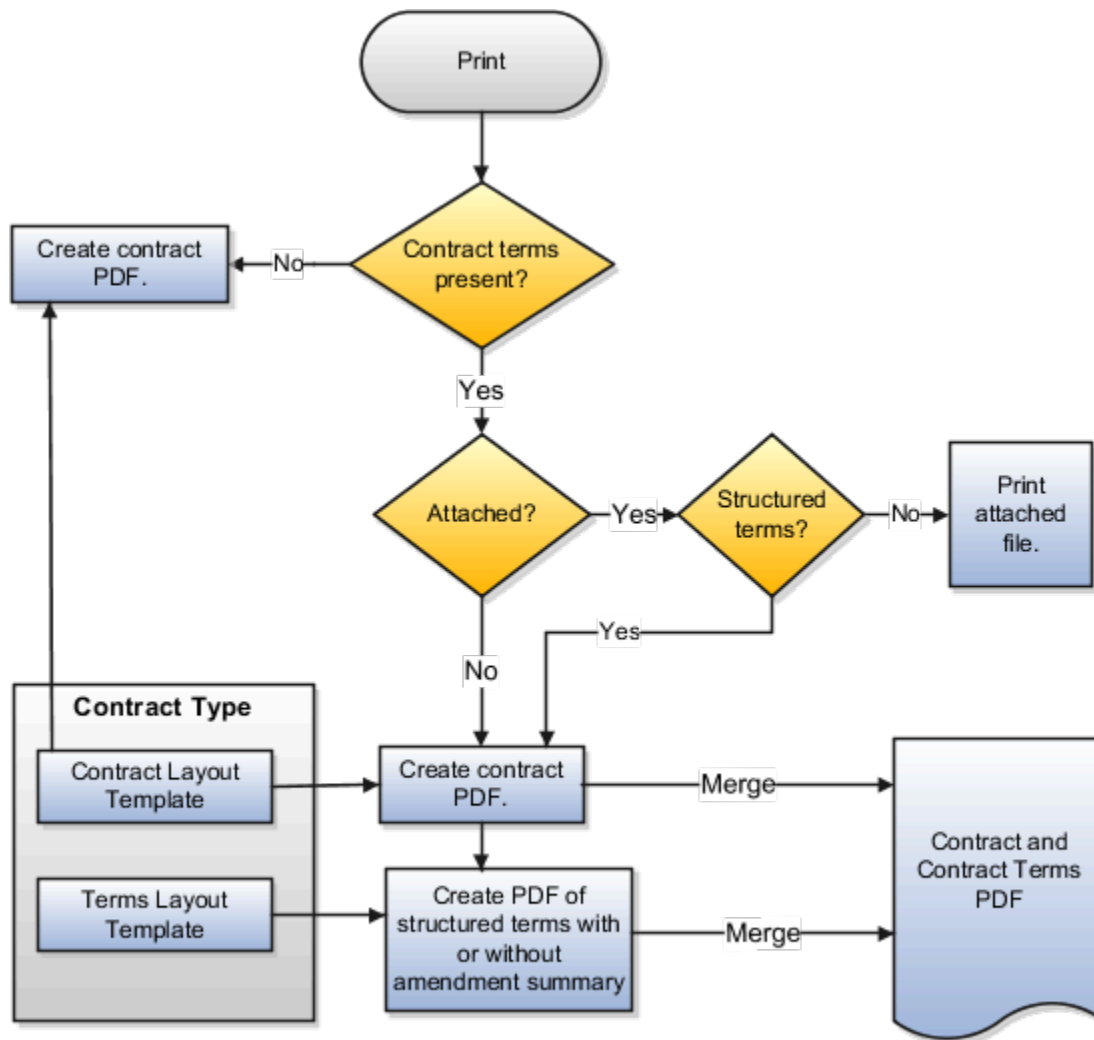 Print
Contract terms
present?
No
Create contract
PDF.
Yes
Attached?
Yes
Structured
terms?
No
Print
attached
file.
Yes
No
Contract Type
Contract Layout
Template
Create contract
PDF.
Merge
Contract and
Contract Terms
PDF
Terms Layout
Template
Create PDF of
structured terms with
or without
amendment summary
Merge